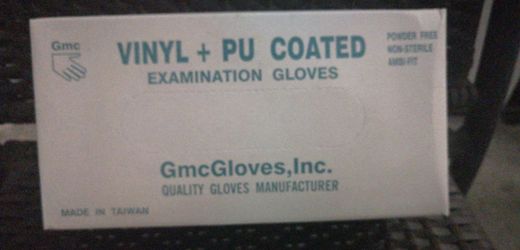 Gmc
VINYL + PU COATED
EXAMINATION GLOVES
POWDER FREE
NON-STERILE
AMBI-FIT
GmcGloves,Inc.
QUALITY GLOVES MANUFACTURER
MADE IN TAIWAN